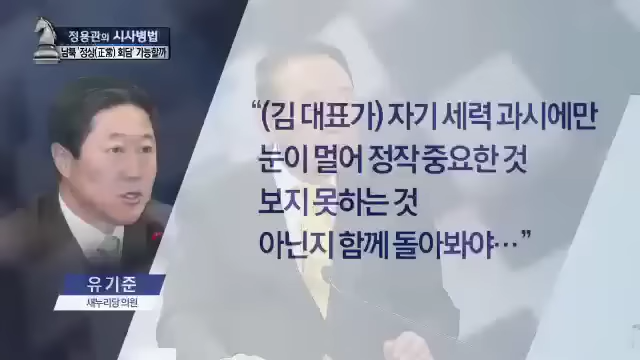 정용관의 시사병법
남북 '정상(正常) 회담' 가능할까
“(김 대표가) 자기 세력 과시에만
눈이 멀어 정작 중요한 것
보지 못하는 것
아닌지 함께 돌아봐야…”
유기준
새누리당 의원